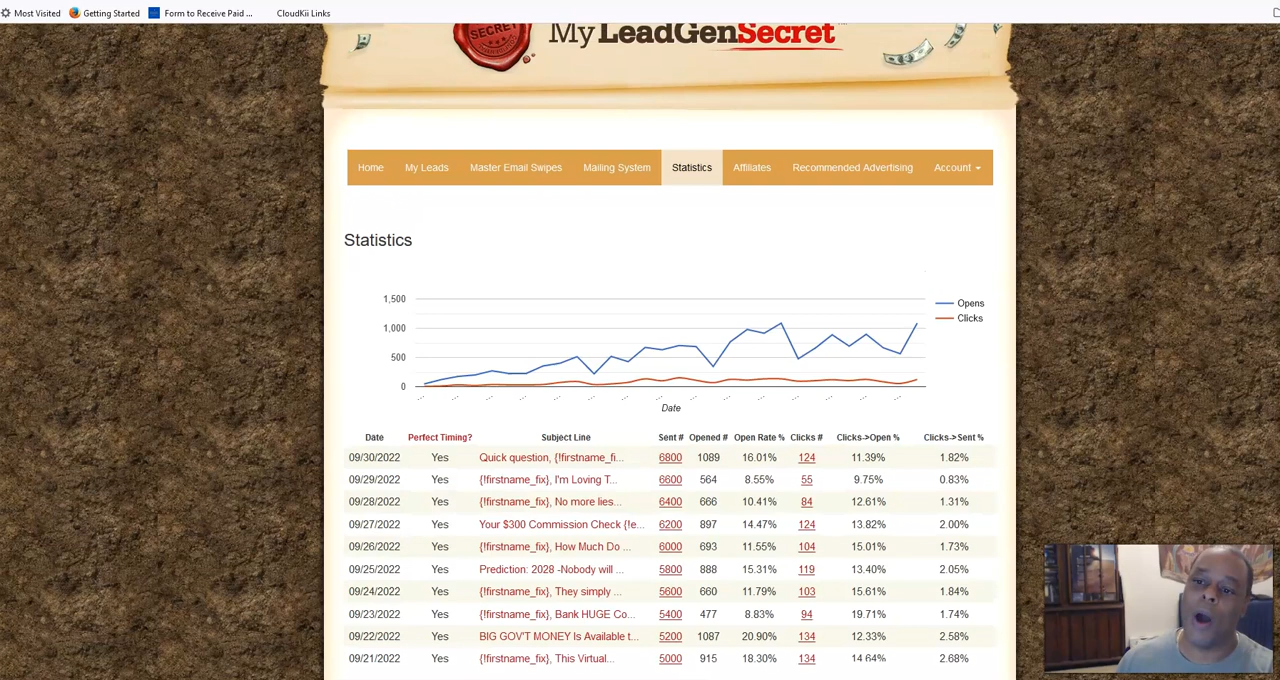 Most Visited Getting Started Form to Receive Paid ... CloudKii Links
SECRET MyLeadGenSecret
Home My Leads Master Email Swipes Mailing System Statistics Affiliates Recommended Advertising Account
Statistics
1,500
1,000
500
0
Opens
Clicks
Date
Date Perfect Timing? Subject Line Sent # Opened # Open Rate % Clicks # Clicks->Open % Clicks->Sent %
09/30/2022 Yes Quick question, {!firstname_fi... 6800 1089 16.01% 124 11.39% 1.82%
09/29/2022 Yes {!firstname_fix}, I'm Loving T... 6600 564 8.55% 55 9.75% 0.83%
09/28/2022 Yes {!firstname_fix}, No more lies... 6400 666 10.41% 84 12.61% 1.31%
09/27/2022 Yes Your $300 Commission Check {!e... 6200 897 14.47% 124 13.82% 2.00%
09/26/2022 Yes {!firstname_fix}, How Much Do ... 6000 693 11.55% 104 15.01% 1.73%
09/25/2022 Yes Prediction: 2028 -Nobody will ... 5800 888 15.31% 119 13.40% 2.05%
09/24/2022 Yes {!firstname_fix}, They simply ... 5600 660 11.79% 103 15.61% 1.84%
09/23/2022 Yes {!firstname_fix}, Bank HUGE Co... 5400 477 8.83% 94 19.71% 1.74%
09/22/2022 Yes BIG GOV'T MONEY Is Available t... 5200 1087 20.90% 134 12.33% 2.58%
09/21/2022 Yes {!firstname_fix}, This Virtual... 5000 915 18.30% 134 14.64% 2.68%